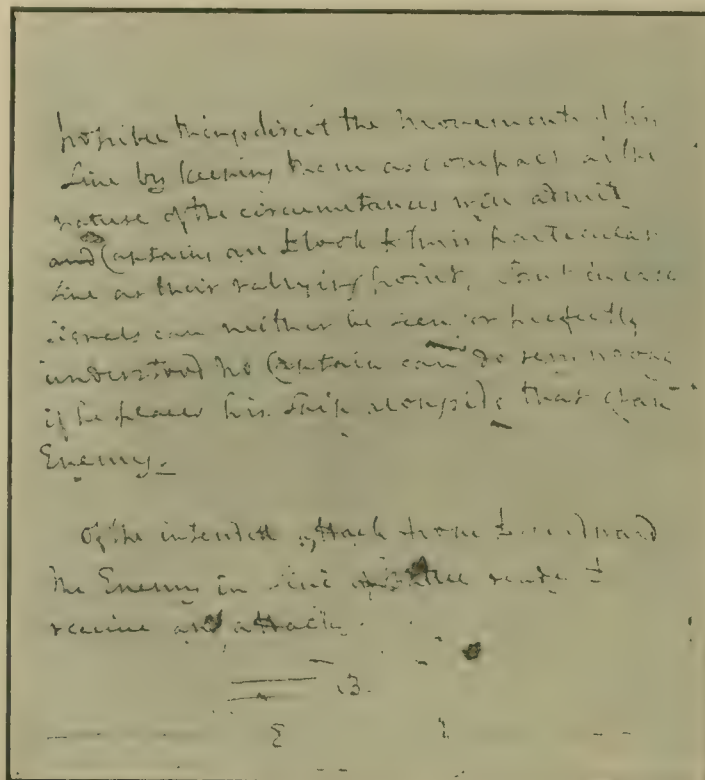 possible things direct the movements of his
Line by keeping them as compact as the
nature of the circumstances will admit
and Captains are to look to their particular
Line as their rallying point, But in case
signals can neither be seen or perfectly
understood no Captain can do very wrong
if he places his Ship alongside that of an
Enemy.
Of the intended attack from to windward
the Enemy in Line of Battle ready to
receive an attack.
B.
E